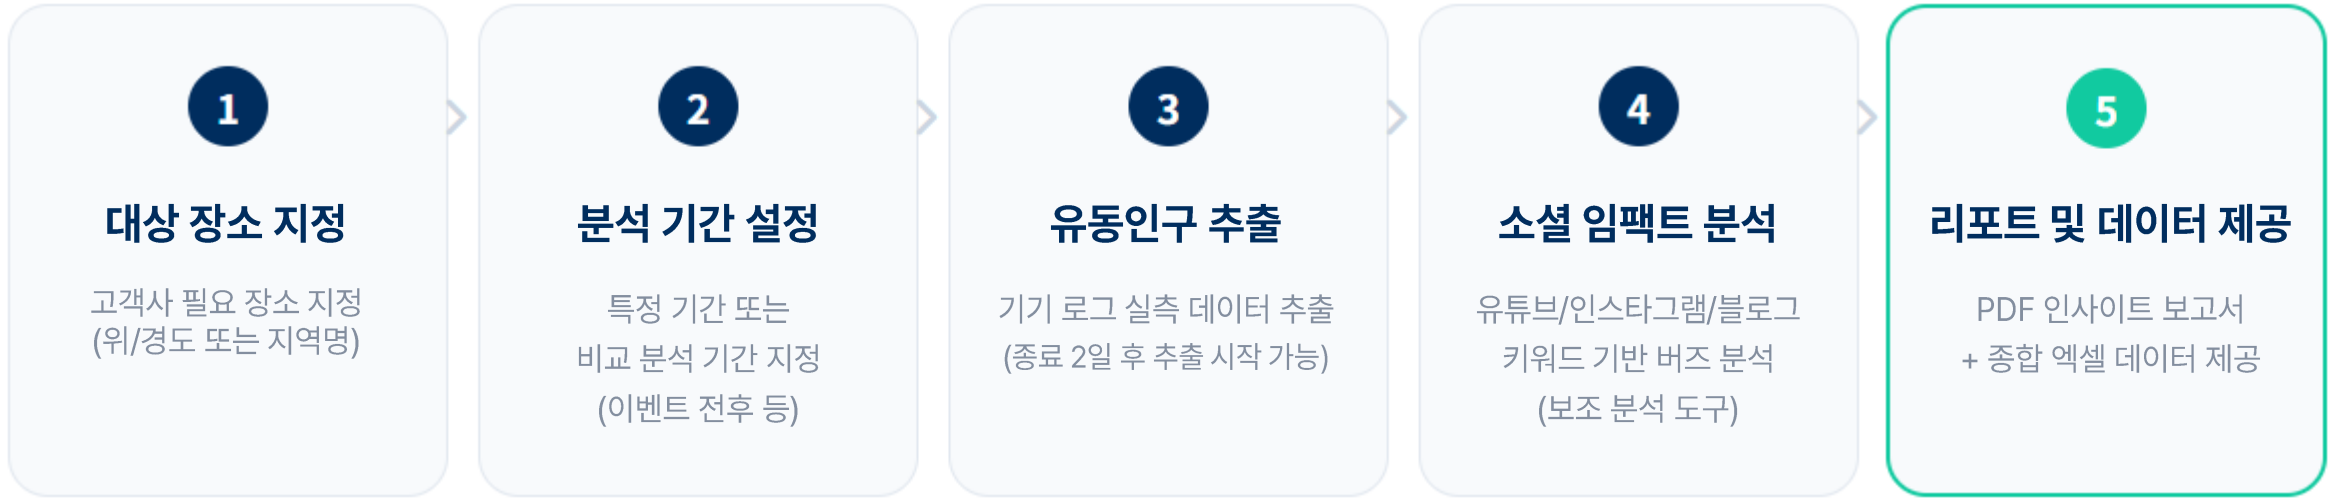 1
대상 장소 지정
고객사 필요 장소 지정
(위/경도 또는 지역명)
2
분석 기간 설정
특정 기간 또는
비교 분석 기간 지정
(이벤트 전후 등)
3
유동인구 추출
기기 로그 실측 데이터 추출
(종료 2일 후 추출 시작 가능)
4
소셜 임팩트 분석
유튜브/인스타그램/블로그
키워드 기반 버즈 분석
(보조 분석 도구)
5
리포트 및 데이터 제공
PDF 인사이트 보고서
+ 종합 엑셀 데이터 제공